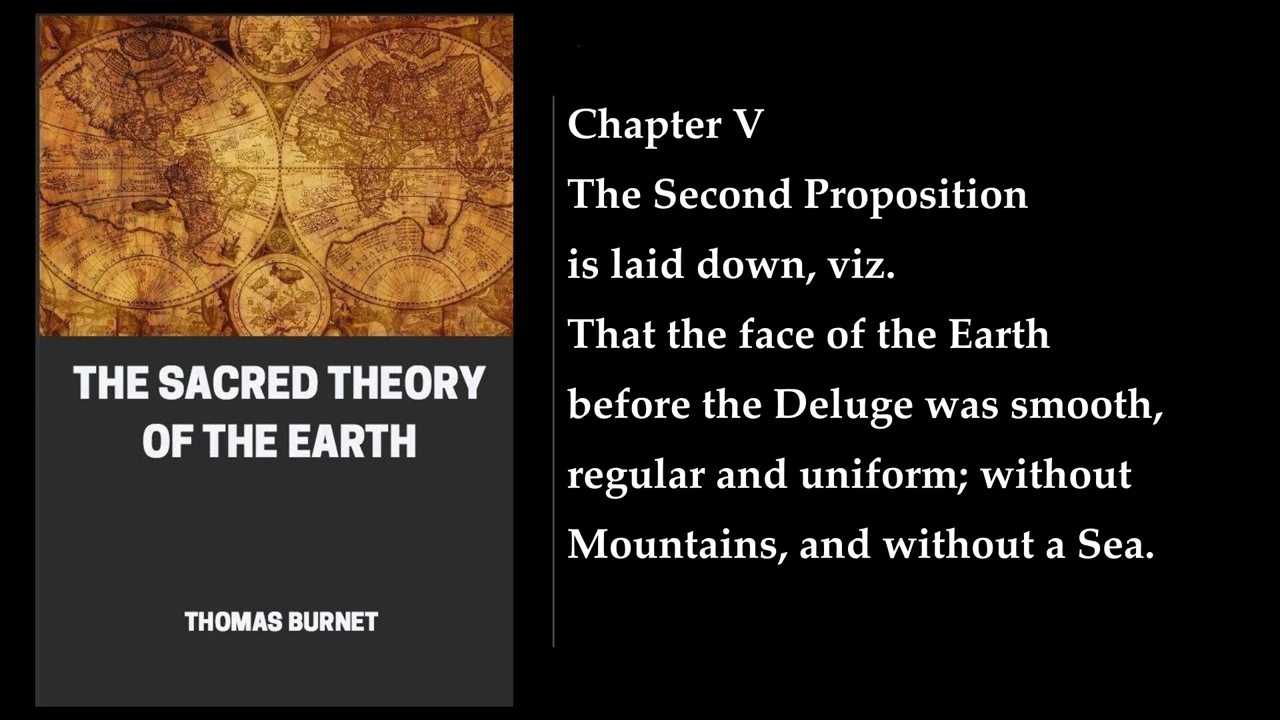 THE SACRED THEORY
OF THE EARTH
THOMAS BURNET
Chapter V
The Second Proposition
is laid down, viz.
That the face of the Earth
before the Deluge was smooth,
regular and uniform; without
Mountains, and without a Sea.